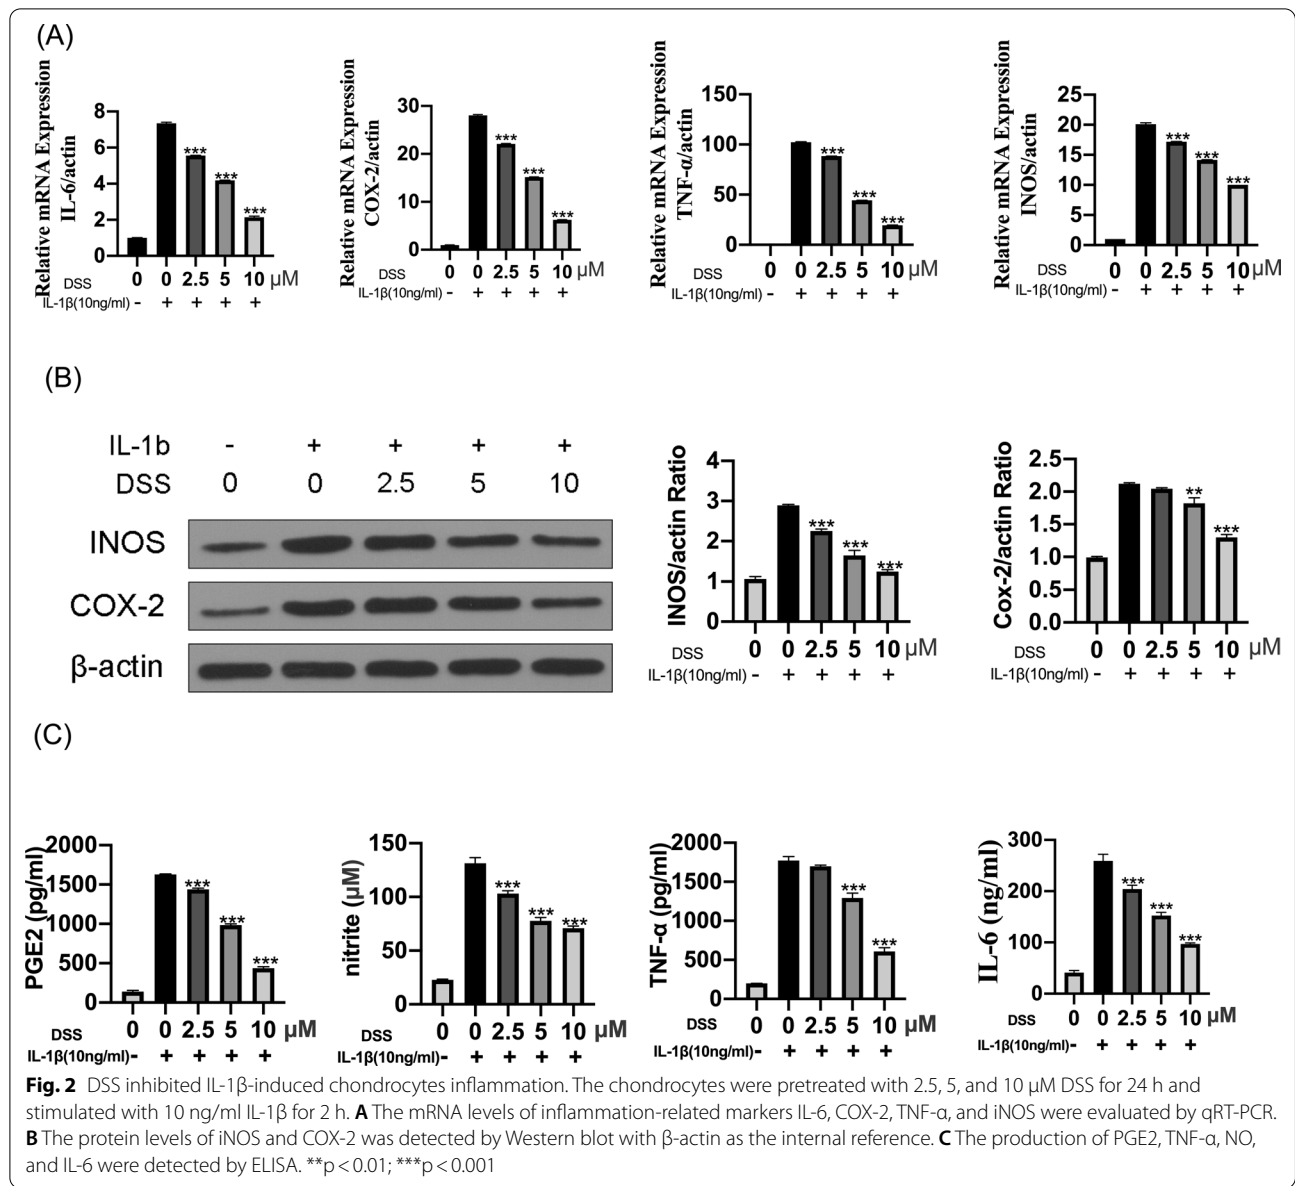 (A)
Relative mRNA Expression
IL-6/actin
8
6
4
2
0
DSS 0 0 2.5 5 10 μM
IL-1β(10ng/ml) - + + + +
***
***
***
Relative mRNA Expression
COX-2/actin
30
20
10
0
DSS 0 0 2.5 5 10 μM
IL-1β(10ng/ml) - + + + +
***
***
***
Relative mRNA Expression
TNF-α/actin
150
100
50
0
DSS 0 0 2.5 5 10 μM
IL-1β(10ng/ml) - + + + +
***
***
***
Relative mRNA Expression
INOS/actin
25
20
15
10
5
0
DSS 0 0 2.5 5 10 μM
IL-1β(10ng/ml) - + + + +
***
***
***
(B)
IL-1b - + + + +
DSS 0 0 2.5 5 10
INOS
COX-2
β-actin
INOS/actin Ratio
4
3
2
1
0
DSS 0 0 2.5 5 10 μM
IL-1β(10ng/ml) - + + + +
***
***
***
Cox-2/actin Ratio
2.5
2.0
1.5
1.0
0.5
0.0
DSS 0 0 2.5 5 10 μM
IL-1β(10ng/ml) - + + + +
**
***
(C)
PGE2 (pg/ml)
2000
1500
1000
500
0
DSS 0 0 2.5 5 10 μM
IL-1β(10ng/ml) - + + + +
***
***
***
nitrite (μM)
150
100
50
0
DSS 0 0 2.5 5 10 μM
IL-1β(10ng/ml) - + + + +
***
***
***
TNF-α (pg/ml)
2000
1500
1000
500
0
DSS 0 0 2.5 5 10 μM
IL-1β(10ng/ml) - + + + +
***
***
IL-6 (ng/ml)
300
200
100
0
DSS 0 0 2.5 5 10 μM
IL-1β(10ng/ml) - + + + +
***
***
***
Fig. 2 DSS inhibited IL-1β-induced chondrocytes inflammation. The chondrocytes were pretreated with 2.5, 5, and 10 μM DSS for 24 h and
stimulated with 10 ng/ml IL-1β for 2 h. A The mRNA levels of inflammation-related markers IL-6, COX-2, TNF-α, and iNOS were evaluated by qRT-PCR.
B The protein levels of iNOS and COX-2 was detected by Western blot with β-actin as the internal reference. C The production of PGE2, TNF-α, NO,
and IL-6 were detected by ELISA. **p < 0.01; ***p < 0.001